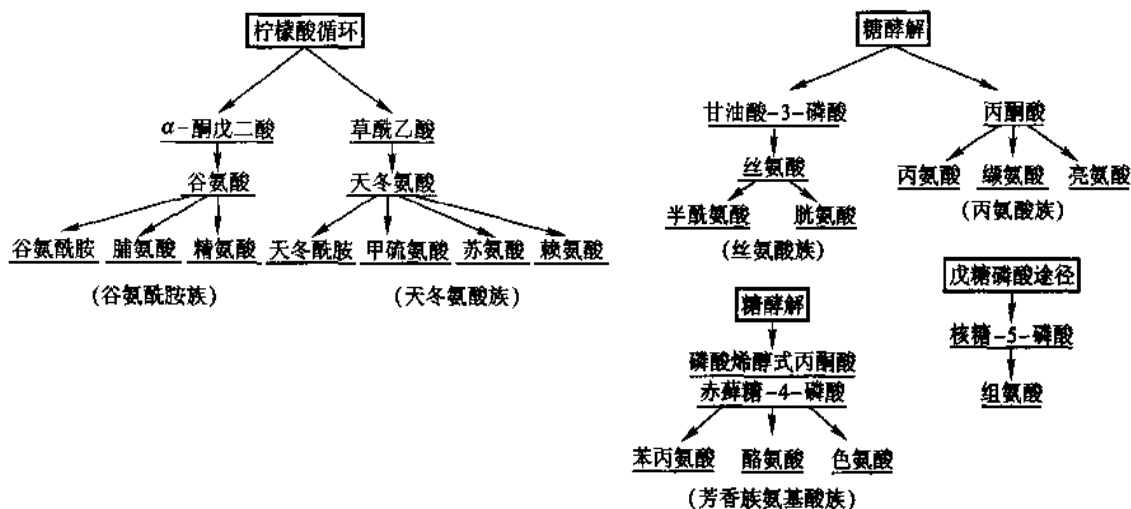 柠檬酸循环
α-酮戊二酸
草酰乙酸
谷氨酸
天冬氨酸
谷氨酰胺
脯氨酸
精氨酸
天冬酰胺
甲硫氨酸
苏氨酸
赖氨酸
(谷氨酰胺族)
(天冬氨酸族)
糖酵解
甘油酸-3-磷酸
丙酮酸
丝氨酸
丙氨酸
缬氨酸
亮氨酸
(丙氨酸族)
半酰氨酸
胱氨酸
(丝氨酸族)
糖酵解
磷酸烯醇式丙酮酸
赤藓糖-4-磷酸
苯丙氨酸
酪氨酸
色氨酸
(芳香族氨基酸族)
戊糖磷酸途径
核糖-5-磷酸
组氨酸